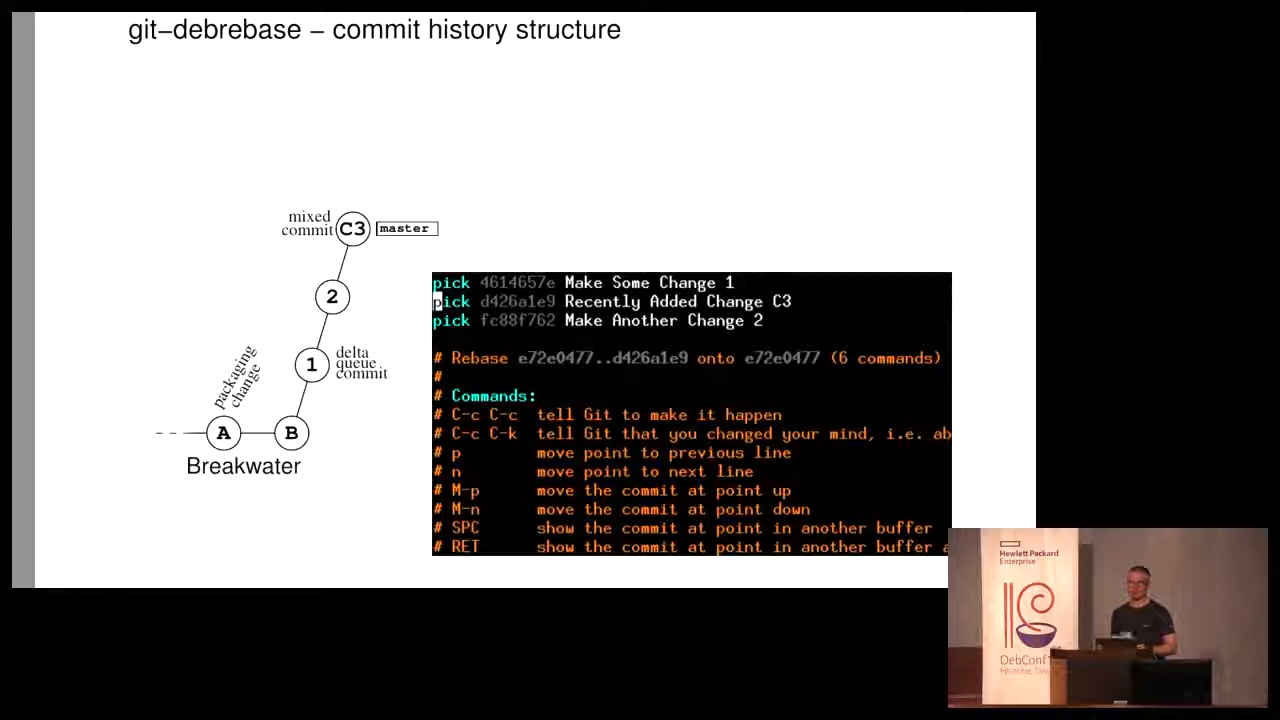 git–debrebase – commit history structure
mixed
commit
C3
master
2
1
delta
queue
commit
packaging
change
A
B
Breakwater
pick 4614657e Make Some Change 1
pick d426a1e9 Recently Added Change C3
pick fc88f762 Make Another Change 2
# Rebase e72e0477..d426a1e9 onto e72e0477 (6 commands)
#
# Commands:
# C-c C-c tell Git to make it happen
# C-c C-k tell Git that you changed your mind, i.e. ab
# p move point to previous line
# n move point to next line
# M-p move the commit at point up
# M-n move the commit at point down
# SPC show the commit at point in another buffer
# RET show the commit at point in another buffer a
Hewlett Packard
Enterprise
DebConf